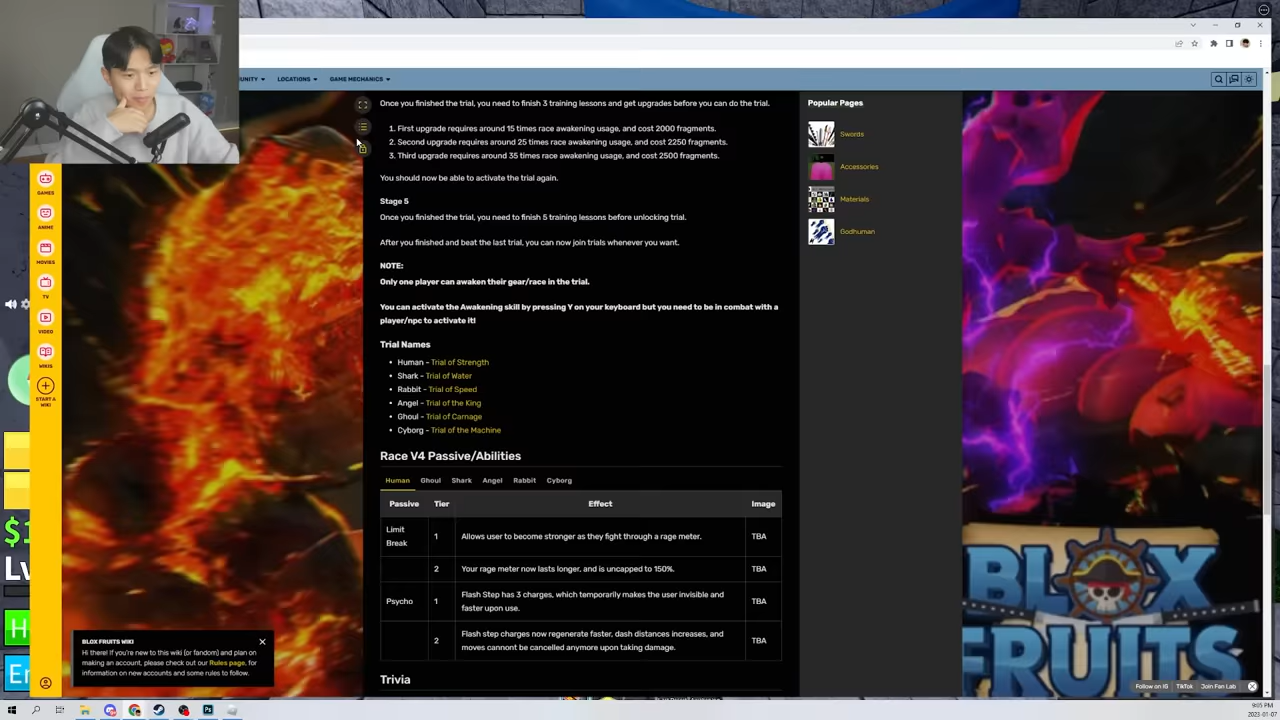 UNITY
LOCATIONS
GAME MECHANICS
Once you finished the trial, you need to finish 3 training lessons and get upgrades before you can do the trial.
1. First upgrade requires around 15 times race awakening usage, and cost 2000 fragments.
2. Second upgrade requires around 25 times race awakening usage, and cost 2250 fragments.
3. Third upgrade requires around 35 times race awakening usage, and cost 2500 fragments.
You should now be able to activate the trial again.
Stage 5
Once you finished the trial, you need to finish 5 training lessons before unlocking trial.
After you finished and beat the last trial, you can now join trials whenever you want.
NOTE:
Only one player can awaken their gear/race in the trial.
You can activate the Awakening skill by pressing Y on your keyboard but you need to be in combat with a
player/npc to activate it!
Trial Names
• Human - Trial of Strength
• Shark - Trial of Water
• Rabbit - Trial of Speed
• Angel - Trial of the King
• Ghoul - Trial of Carnage
• Cyborg - Trial of the Machine
Race V4 Passive/Abilities
Human Ghoul Shark Angel Rabbit Cyborg
Passive Tier Effect Image
Limit
Break
1 Allows user to become stronger as they fight through a rage meter. TBA
2 Your rage meter now lasts longer, and is uncapped to 150%. TBA
Psycho 1 Flash Step has 3 charges, which temporarily makes the user invisible and
faster upon use. TBA
2 Flash step charges now regenerate faster, dash distances increases, and
moves cannont be cancelled anymore upon taking damage. TBA
Trivia
Popular Pages
Swords
Accessories
Materials
Godhuman
GAMES
ANIME
MOVIES
TV
VIDEO
WIKIS
START A
WIKI
BLOX FRUITS WIKI
Hi there! If you're new to this wiki (or fandom) and plan on
making an account, please check out our Rules page, for
information on new accounts and some rules to follow.
BLOX
FRUITS
Follow on IG
TikTok
Join Fan Lab
9:05 PM
2023-01-07